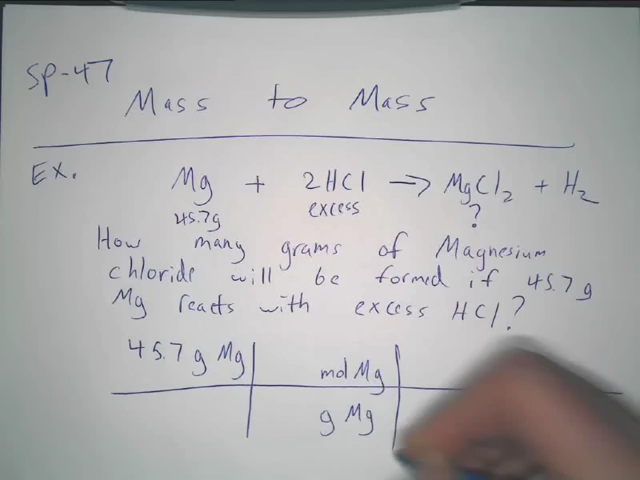 SP-47
Mass to Mass
Ex.
Mg + 2HCl → MgCl₂ + H₂
45.7g excess ?
How many grams of Magnesium
chloride will be formed if 45.7 g
Mg reacts with excess HCl?
45.7 g Mg mol Mg
g Mg